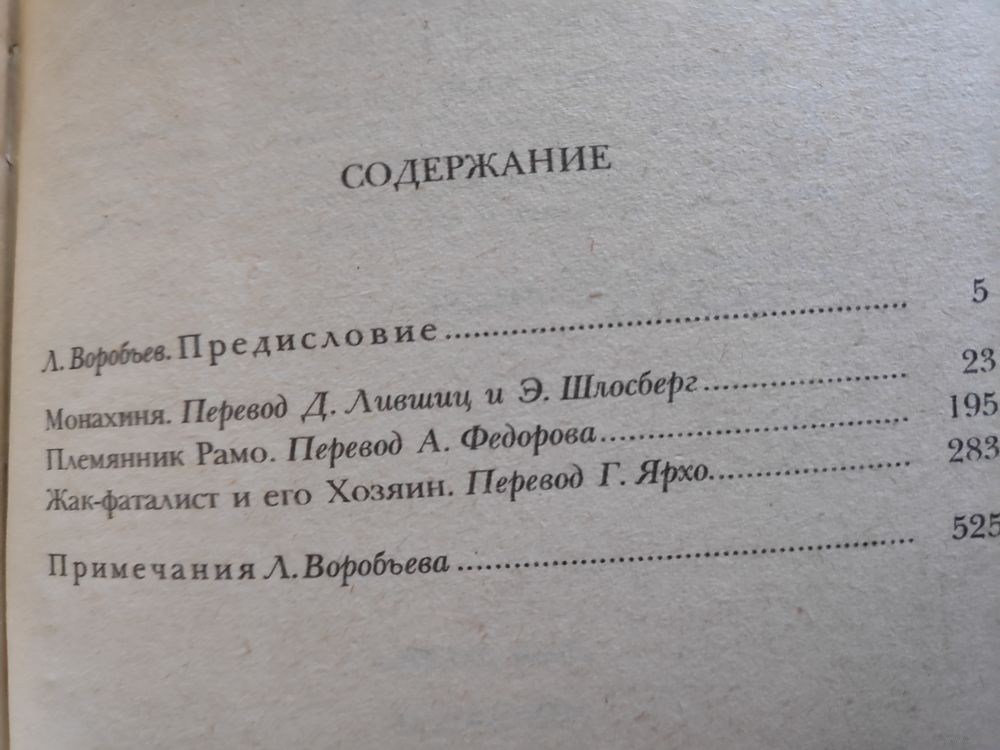 СОДЕРЖАНИЕ
Л. Воробьев. Предисловие........................................ 5
Монахиня. Перевод Д. Лившиц и Э. Шлосберг.................... 23
Племянник Рамо. Перевод А. Федорова............................ 195
Жак-фаталист и его Хозяин. Перевод Г. Ярхо.................... 283
Примечания Л. Воробьева........................................ 525